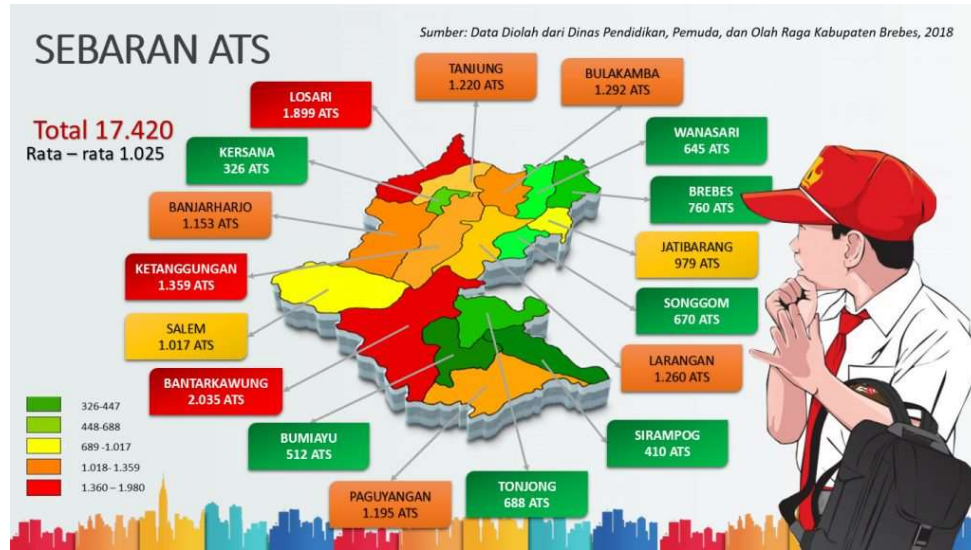 SEBARAN ATS
Sumber: Data Diolah dari Dinas Pendidikan, Pemuda, dan Olah Raga Kabupaten Brebes, 2018
Total 17.420
Rata – rata 1.025
LOSARI
1.899 ATS
TANJUNG
1.220 ATS
BULAKAMBA
1.292 ATS
KERSANA
326 ATS
WANASARI
645 ATS
BANJARHARJO
1.153 ATS
BREBES
760 ATS
KETANGGUNGAN
1.359 ATS
JATIBARANG
979 ATS
SALEM
1.017 ATS
SONGGOM
670 ATS
BANTARKAWUNG
2.035 ATS
LARANGAN
1.260 ATS
BUMIAYU
512 ATS
SIRAMPOG
410 ATS
PAGUYANGAN
1.195 ATS
TONJONG
688 ATS
326-447
448-688
689 -1.017
1.018- 1.359
1.360 – 1.980